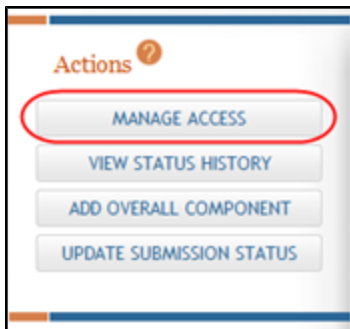 Actions ?
MANAGE ACCESS
VIEW STATUS HISTORY
ADD OVERALL COMPONENT
UPDATE SUBMISSION STATUS